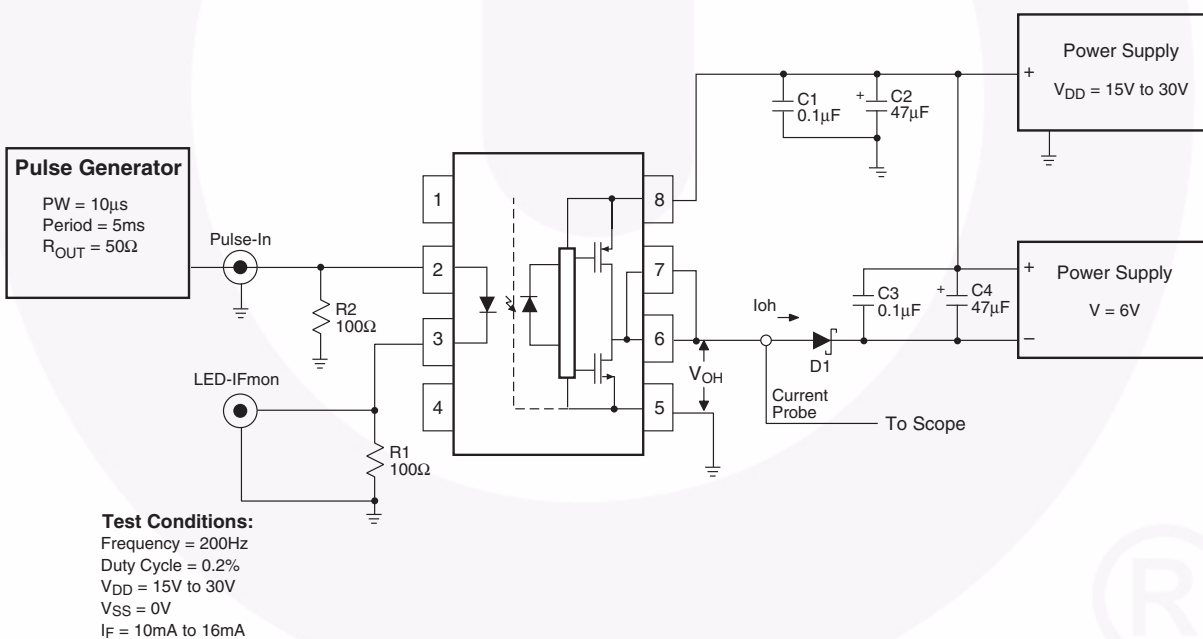 Power Supply
+
VDD = 15V to 30V
C1
0.1μF
+
C2
47μF
Pulse Generator
PW = 10μs
Period = 5ms
ROUT = 50Ω
Pulse-In
R2
100Ω
LED-IFmon
R1
100Ω
1
2
3
4
8
7
6
5
VOH
Ioh
D1
Current
Probe
To Scope
C3
0.1μF
+
C4
47μF
+
Power Supply
V = 6V
–
Test Conditions:
Frequency = 200Hz
Duty Cycle = 0.2%
VDD = 15V to 30V
VSS = 0V
IF = 10mA to 16mA
®